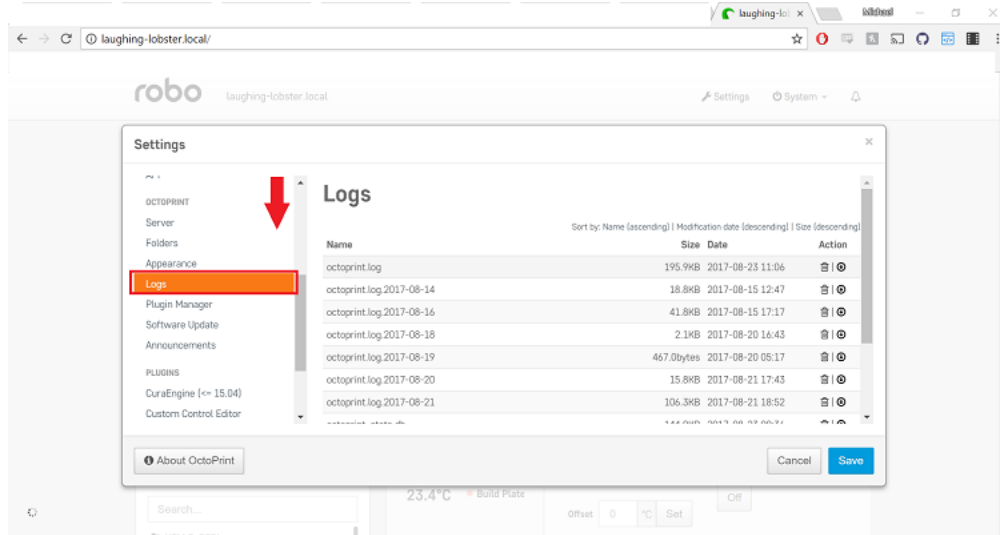 laughing-lo
Michael
laughing-lobster.local/
robo laughing-lobster.local Settings System
Settings
OCTOPRINT
Server
Folders
Appearance
Logs
Plugin Manager
Software Update
Announcements
PLUGINS
CuraEngine (<= 15.04)
Custom Control Editor
Logs
Sort by: Name (ascending) | Modification date (descending) | Size (descending)
Name Size Date Action
octoprint.log 195.9KB 2017-08-23 11:06
octoprint.log.2017-08-14 18.8KB 2017-08-15 12:47
octoprint.log.2017-08-16 41.8KB 2017-08-15 17:17
octoprint.log.2017-08-18 2.1KB 2017-08-20 16:43
octoprint.log.2017-08-19 467.0bytes 2017-08-20 05:17
octoprint.log.2017-08-20 15.8KB 2017-08-21 17:43
octoprint.log.2017-08-21 106.3KB 2017-08-21 18:52
About OctoPrint Cancel Save
Search... 23.4°C Build Plate Off
Offset 0 °C Set